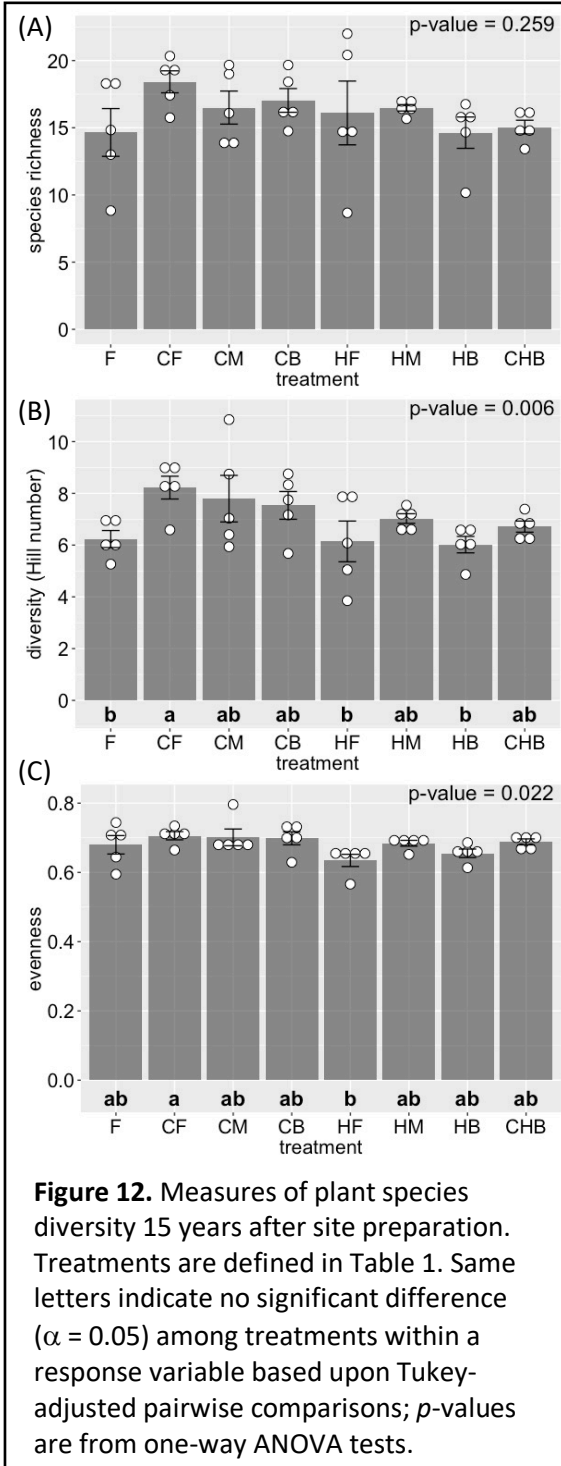 (A)
p-value = 0.259
species richness
20
15
10
5
0
F CF CM CB HF HM HB CHB
treatment
(B)
p-value = 0.006
diversity (Hill number)
10
8
6
4
2
0
b a ab ab b ab b ab
F CF CM CB HF HM HB CHB
treatment
(C)
p-value = 0.022
evenness
0.8
0.6
0.4
0.2
0.0
ab a ab ab b ab ab ab
F CF CM CB HF HM HB CHB
treatment
Figure 12. Measures of plant species
diversity 15 years after site preparation.
Treatments are defined in Table 1. Same
letters indicate no significant difference
(α = 0.05) among treatments within a
response variable based upon Tukey-
adjusted pairwise comparisons; p-values
are from one-way ANOVA tests.